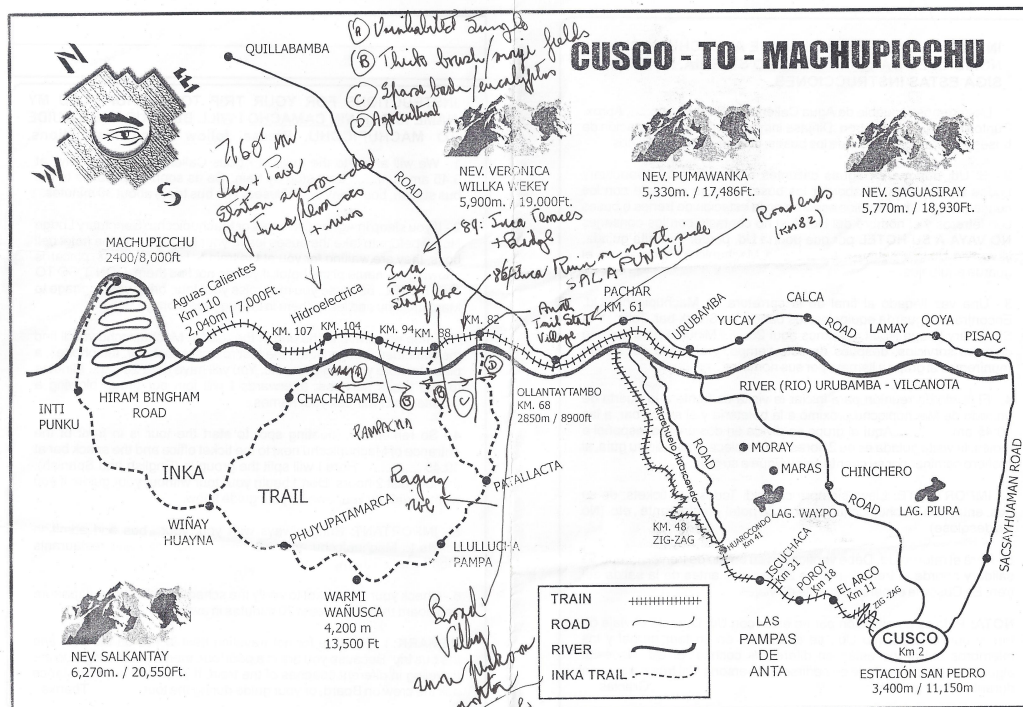 CUSCO - TO - MACHUPICCHU
N
E
W
S
QUILLABAMBA
ROAD
(A) Uninhabited Jungle
(B) Thick brush/
fields
(C) Sparse
/eucalyptus
(D) Agricultural
NEV. VERONICA
WILLKA WEKEY
5,900m. / 19.000Ft.
NEV. PUMAWANKA
5,330m. / 17,486Ft.
NEV. SAGUASIRAY
5,770m. / 18,930Ft.
Dan + Paul
Station surrounded
by Inca/terraces
+ ruins
89: Inca Terraces
+ Bridge
Road ends
(KM82)
86: Inca Ruin on north side
SALAPUNKU
Inca
Trail
here
Trail Start
Village
MACHUPICCHU
2400/8,000ft
Aguas Calientes
Km 110
2,040m / 7,000Ft.
KM. 107
Hidroelectrica
KM. 104
KM. 94
KM. 88
KM. 82
PACHAR
KM. 61
URUBAMBA
YUCAY
CALCA
ROAD
LAMAY
QOYA
PISAQ
RIVER (RIO) URUBAMBA - VILCANOTA
OLLANTAYTAMBO
KM. 68
2850m / 8900ft
INTI
PUNKU
HIRAM BINGHAM
ROAD
CHACHABAMBA
(A)
(B)
(B)
(C)
(D)
INKA
TRAIL
WIÑAY
HUAYNA
PHUYUPATAMARCA
Raging
PATALLACTA
LLULLUCHA
PAMPA
WARMI
WAÑUSCA
4,200 m
13,500 Ft
NEV. SALKANTAY
6,270m. / 20,550Ft.
Broad
Valley
snow
Riachuelo Huarocondo
ROAD
MORAY
MARAS
LAG. WAYPO
CHINCHERO
ROAD
LAG. PIURA
SACSAYHUAMAN ROAD
KM. 48
ZIG-ZAG
HUAROCONDO
Km 41
ISCUCHACA
Km 31
POROY
Km 18
EL ARCO
Km 11
ZIG-ZAG
LAS
PAMPAS
DE
ANTA
CUSCO
Km 2
ESTACIÓN SAN PEDRO
3,400m / 11,150m
TRAIN
ROAD
RIVER
INKA TRAIL